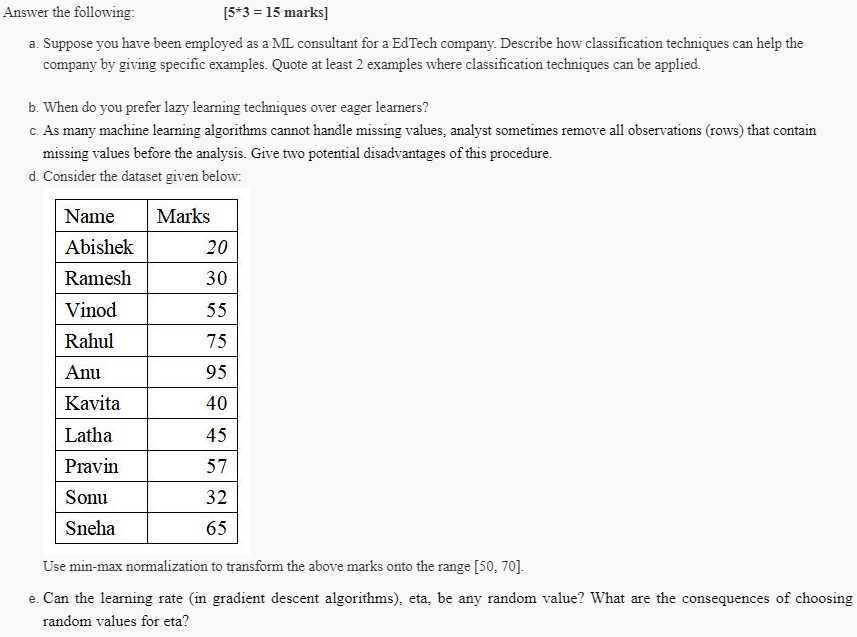 Answer the following: [5*3 = 15 marks]
a. Suppose you have been employed as a ML consultant for a EdTech company. Describe how classification techniques can help the
company by giving specific examples. Quote at least 2 examples where classification techniques can be applied.
b. When do you prefer lazy learning techniques over eager learners?
c. As many machine learning algorithms cannot handle missing values, analyst sometimes remove all observations (rows) that contain
missing values before the analysis. Give two potential disadvantages of this procedure.
d. Consider the dataset given below:
Name Marks
Abishek 20
Ramesh 30
Vinod 55
Rahul 75
Anu 95
Kavita 40
Latha 45
Pravin 57
Sonu 32
Sneha 65
Use min-max normalization to transform the above marks onto the range [50, 70].
e. Can the learning rate (in gradient descent algorithms), eta, be any random value? What are the consequences of choosing
random values for eta?